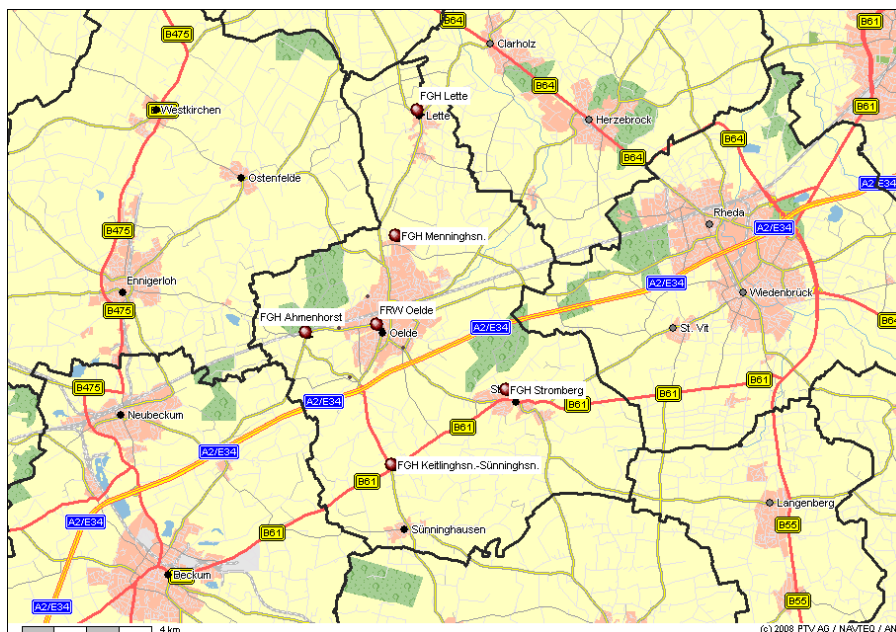 B475
B64
B61
Clarholz
FGH Lette
Lette
B64
Westkirchen
B61
Herzebrock
B64
B64
Ostenfelde
A2/E34
Rheda
A2/E34
B475
FGH Menninghsn.
Ennigerloh
A2/E34
Wiedenbrück
B475
FGH Ahmenhorst
FRW Oelde
Oelde
A2/E34
St. Vit
B64
B475
FGH Stromberg
B61
B61
B61
A2/E34
Neubeckum
B61
A2/E34
FGH Keitlinghsn.-Sünninghsn.
B61
Langenberg
A2/E34
B61
Sünninghausen
B55
Beckum
B55
A2/E34
4 km
(c) 2008 PTV AG / NAVTEQ / AN